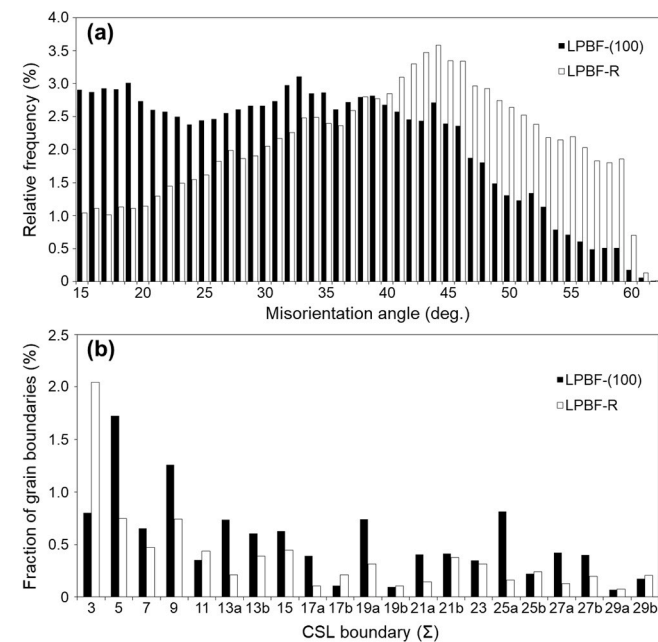 (a)
LPBF-(100)
LPBF-R
Relative frequency (%)
4.0
3.5
3.0
2.5
2.0
1.5
1.0
0.5
0
15 20 25 30 35 40 45 50 55 60
Misorientation angle (deg.)
(b)
LPBF-(100)
LPBF-R
Fraction of grain boundaries (%)
2.5
2.0
1.5
1.0
0.5
0
3 5 7 9 11 13a 13b 15 17a 17b 19a 19b 21a 21b 23 25a 25b 27a 27b 29a 29b
CSL boundary (Σ)